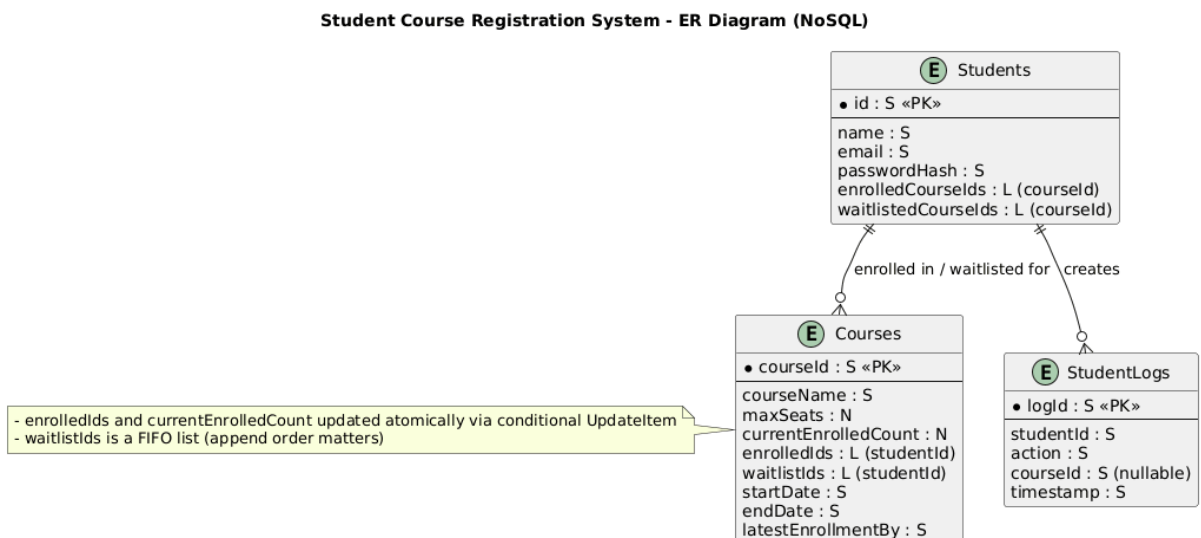 Student Course Registration System - ER Diagram (NoSQL)
E Students
id : S «PK»
name : S
email : S
passwordHash : S
enrolledCourseIds : L (courseId)
waitlistedCourseIds : L (courseId)
enrolled in / waitlisted for
creates
E Courses
courseId : S «PK»
courseName : S
maxSeats : N
currentEnrolledCount : N
enrolledIds : L (studentId)
waitlistIds : L (studentId)
startDate : S
endDate : S
latestEnrollmentBy : S
- enrolledIds and currentEnrolledCount updated atomically via conditional UpdateItem
- waitlistIds is a FIFO list (append order matters)
E StudentLogs
logId : S «PK»
studentId : S
action : S
courseId : S (nullable)
timestamp : S